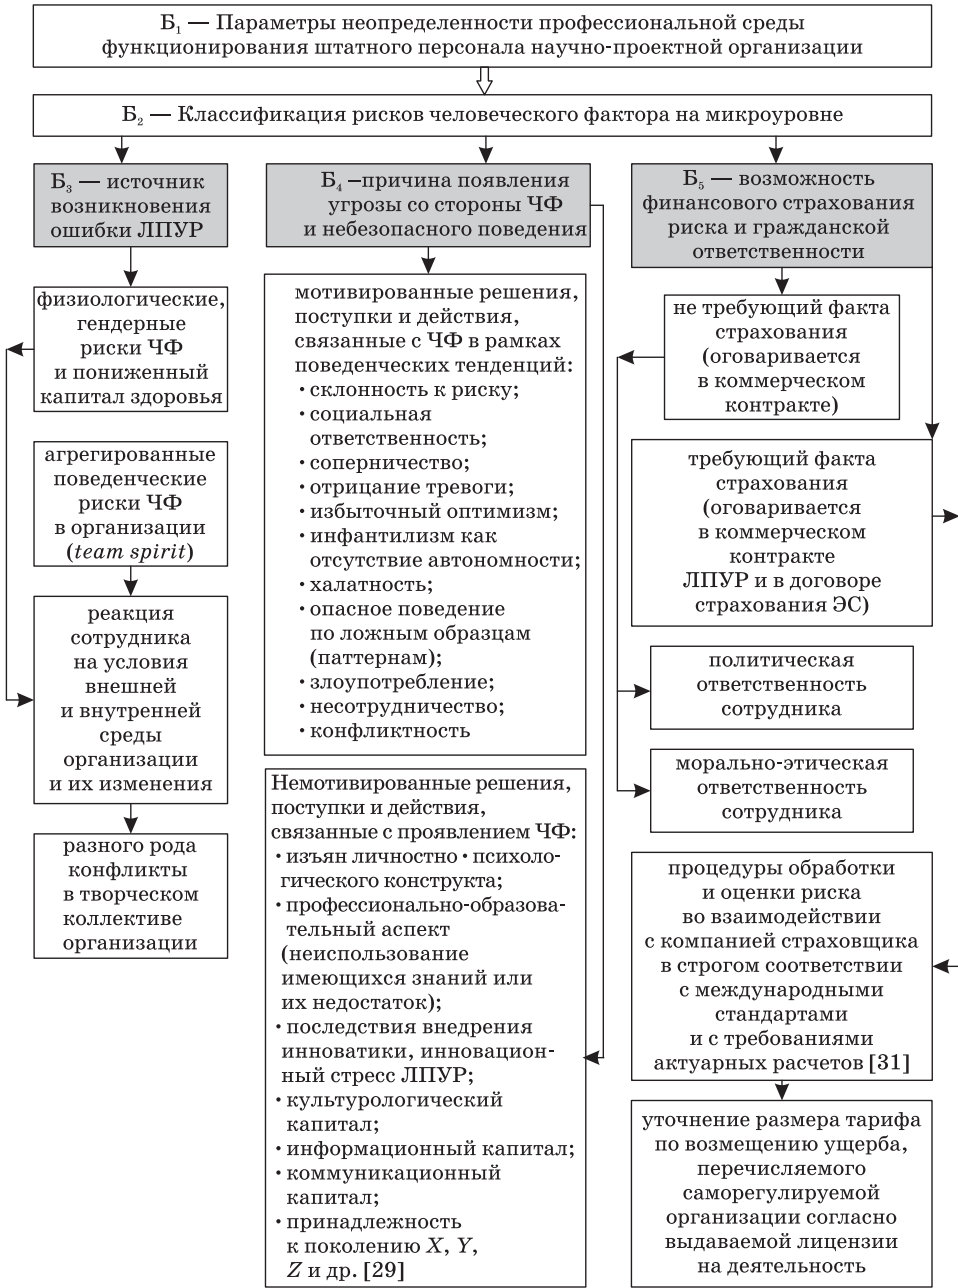 Б₁ — Параметры неопределенности профессиональной среды
функционирования штатного персонала научно-проектной организации
Б₂ — Классификация рисков человеческого фактора на микроуровне
Б₃ — источник
возникновения
ошибки ЛПУР
физиологические,
гендерные
риски ЧФ
и пониженный
капитал здоровья
агрегированные
поведенческие
риски ЧФ
в организации
(team spirit)
реакция
сотрудника
на условия
внешней
и внутренней
среды
организации
и их изменения
разного рода
конфликты
в творческом
коллективе
организации
Б₄ –причина появления
угрозы со стороны ЧФ
и небезопасного поведения
мотивированные решения,
поступки и действия,
связанные с ЧФ в рамках
поведенческих тенденций:
· склонность к риску;
· социальная
ответственность;
· соперничество;
· отрицание тревоги;
· избыточный оптимизм;
· инфантилизм как
отсутствие автономности;
· халатность;
· опасное поведение
по ложным образцам
(паттернам);
· злоупотребление;
· несотрудничество;
· конфликтность
Немотивированные решения,
поступки и действия,
связанные с проявлением ЧФ:
· изъян личностно · психоло-
гического конструкта;
· профессионально-образова-
тельный аспект
(неиспользование
имеющихся знаний или
их недостаток);
· последствия внедрения
инноватики, инновацион-
ный стресс ЛПУР;
· культурологический
капитал;
· информационный капитал;
· коммуникационный
капитал;
· принадлежность
к поколению X, Y,
Z и др. [29]
Б₅ — возможность
финансового страхования
риска и гражданской
ответственности
не требующий факта
страхования
(оговаривается
в коммерческом
контракте)
требующий факта
страхования
(оговаривается
в коммерческом
контракте
ЛПУР и в договоре
страхования ЭС)
политическая
ответственность
сотрудника
морально-этическая
ответственность
сотрудника
процедуры обработки
и оценки риска
во взаимодействии
с компанией страховщика
в строгом соответствии
с международными
стандартами
и с требованиями
актуарных расчетов [31]
уточнение размера тарифа
по возмещению ущерба,
перечисляемого
саморегулируемой
организации согласно
выдаваемой лицензии
на деятельность